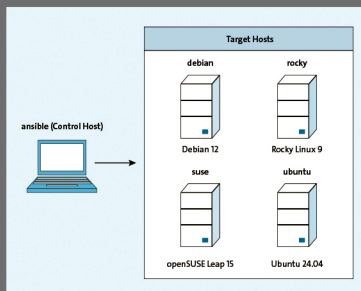 Target Hosts
debian
rocky
ansible (Control Host)
Debian 12
Rocky Linux 9
suse
ubuntu
openSUSE Leap 15
Ubuntu 24.04